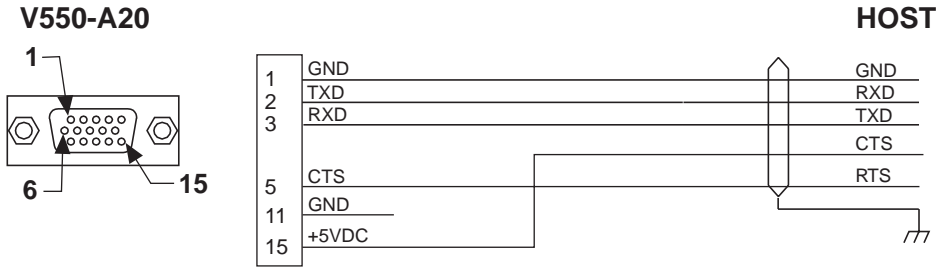 V550-A20 HOST
1
6
15
1 GND GND
2 TXD RXD
3 RXD TXD
CTS
5 CTS RTS
11 GND
15 +5VDC